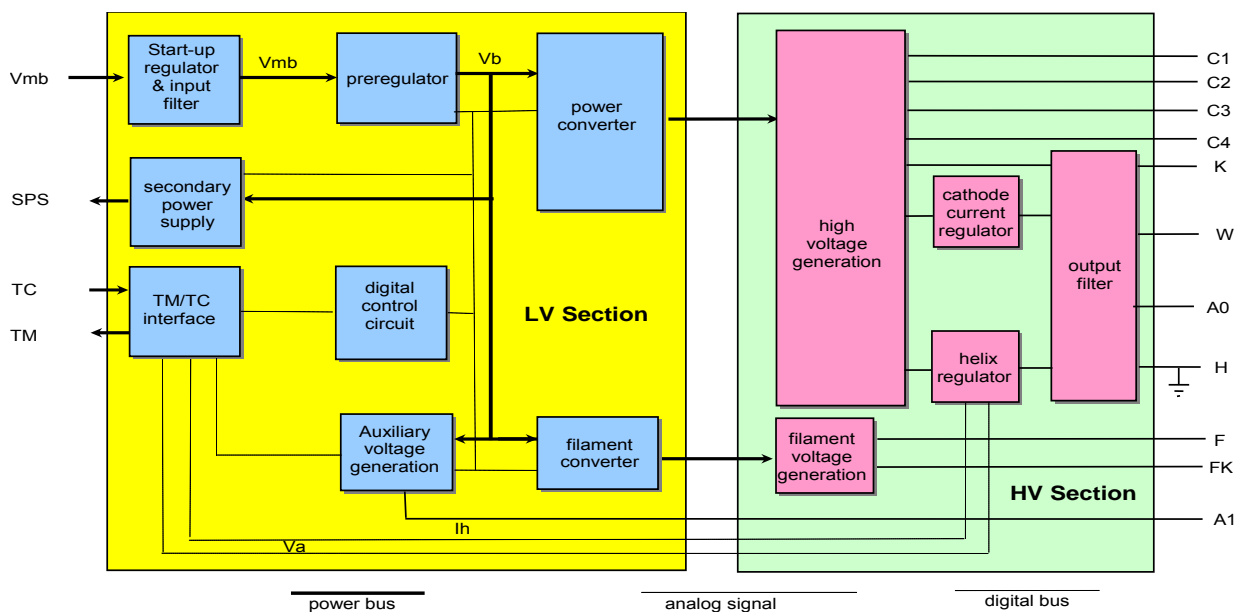 Vmb
Start-up
regulator
& input
filter
Vmb
preregulator
Vb
power
converter
SPS
secondary
power
supply
TC
TM
TM/TC
interface
digital
control
circuit
LV Section
Auxiliary
voltage
generation
filament
converter
Ih
Va
high
voltage
generation
cathode
current
regulator
output
filter
helix
regulator
filament
voltage
generation
HV Section
C1
C2
C3
C4
K
W
A0
H
F
FK
A1
power bus
analog signal
digital bus